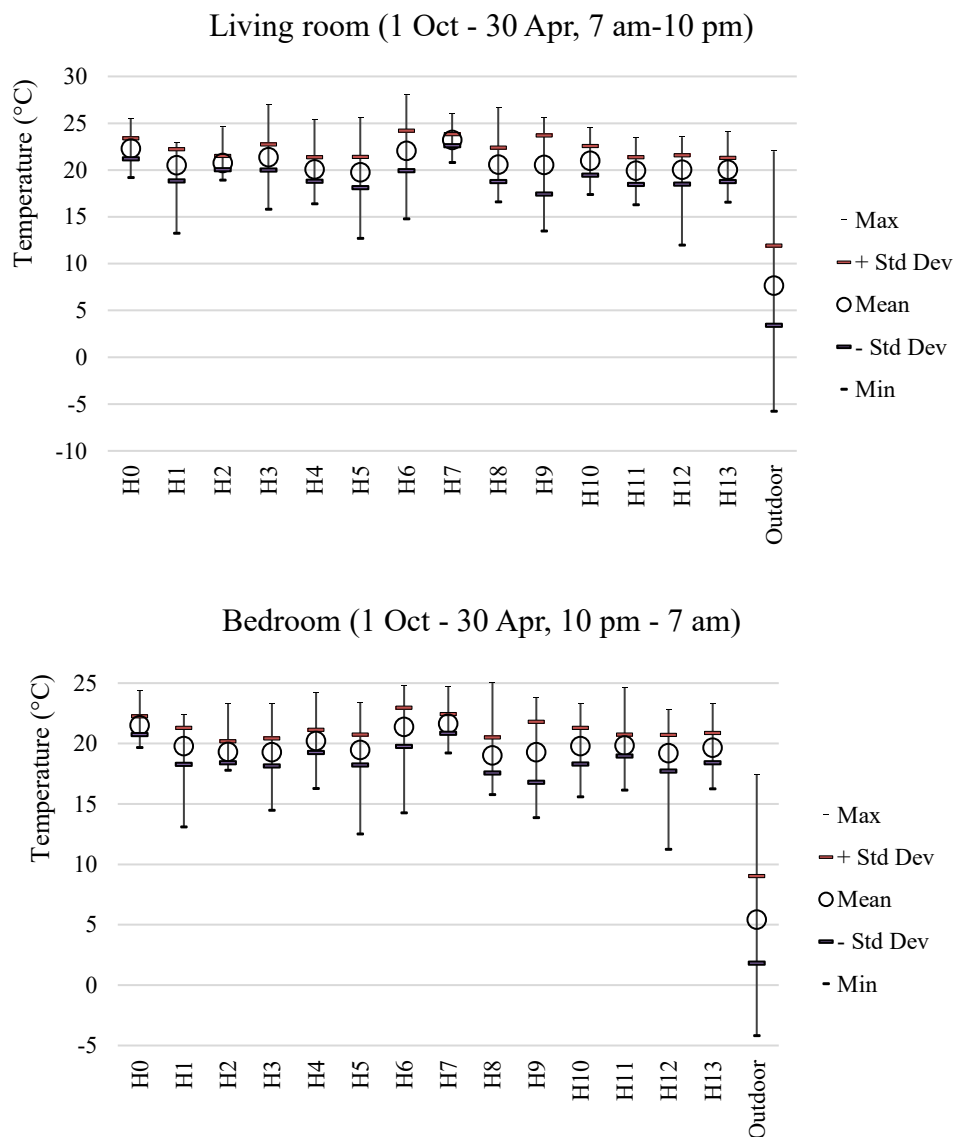 Living room (1 Oct - 30 Apr, 7 am-10 pm)
Temperature (°C)
30
25
20
15
10
5
0
-5
-10
H0
H1
H2
H3
H4
H5
H6
H7
H8
H9
H10
H11
H12
H13
Outdoor
Max
+ Std Dev
Mean
- Std Dev
Min
Bedroom (1 Oct - 30 Apr, 10 pm - 7 am)
Temperature (°C)
25
20
15
10
5
0
-5
H0
H1
H2
H3
H4
H5
H6
H7
H8
H9
H10
H11
H12
H13
Outdoor
Max
+ Std Dev
Mean
- Std Dev
Min